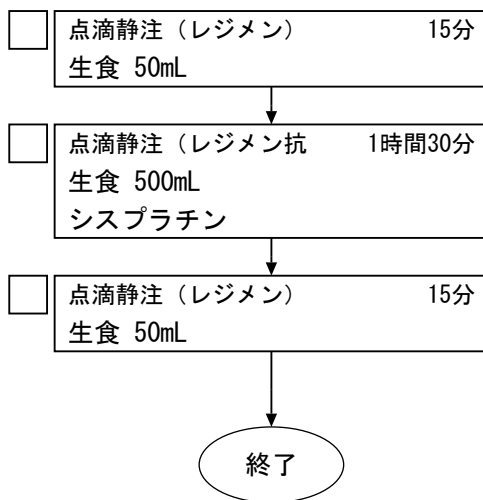 点滴静注（レジメン） 15分
生食 50mL
点滴静注（レジメン抗 1時間30分
生食 500mL
シスプラチン
点滴静注（レジメン） 15分
生食 50mL
終了